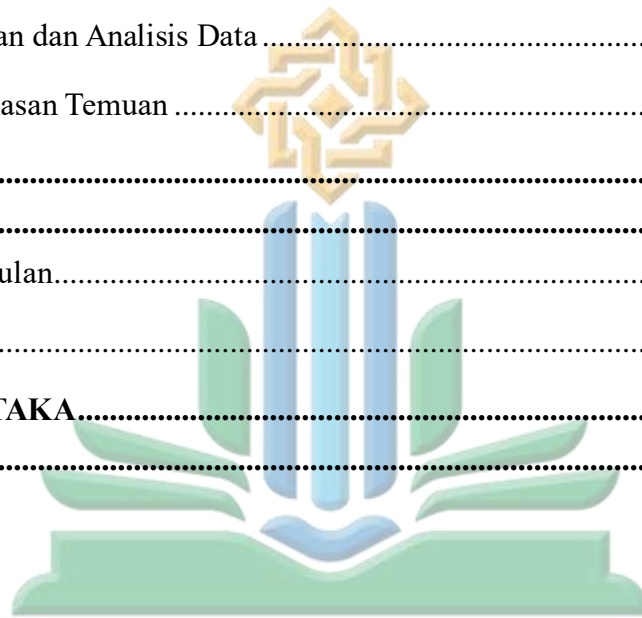 an dan Analisis Data ................................................
asan Temuan ............................................................
................................................................................
................................................................................
ulan...........................................................................
................................................................................
TAKA.......................................................................
................................................................................